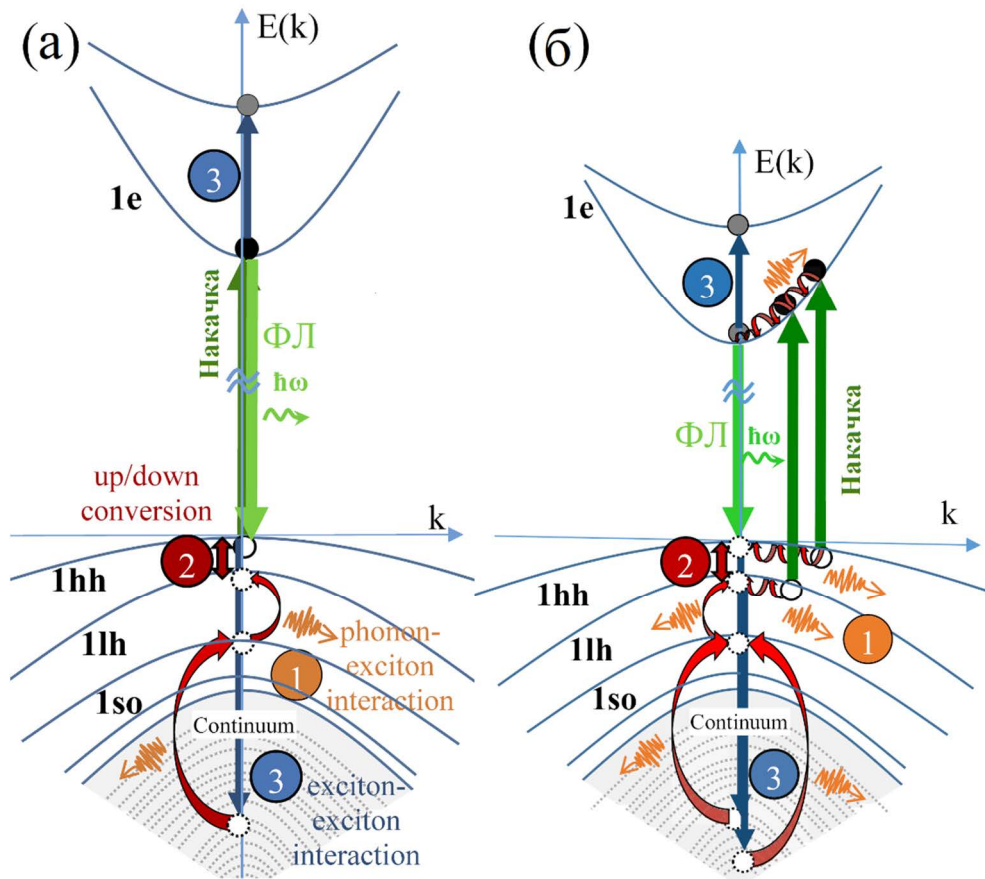 (а)
E(k)
3
1e
Накачка
ФЛ
ħω
up/down
conversion
k
2
1hh
1lh
phonon-
exciton
interaction
1
1so
Continuum
3
exciton-
exciton
interaction
(б)
E(k)
1e
3
Накачка
ФЛ
ħω
k
2
1hh
1
1lh
1so
Continuum
3